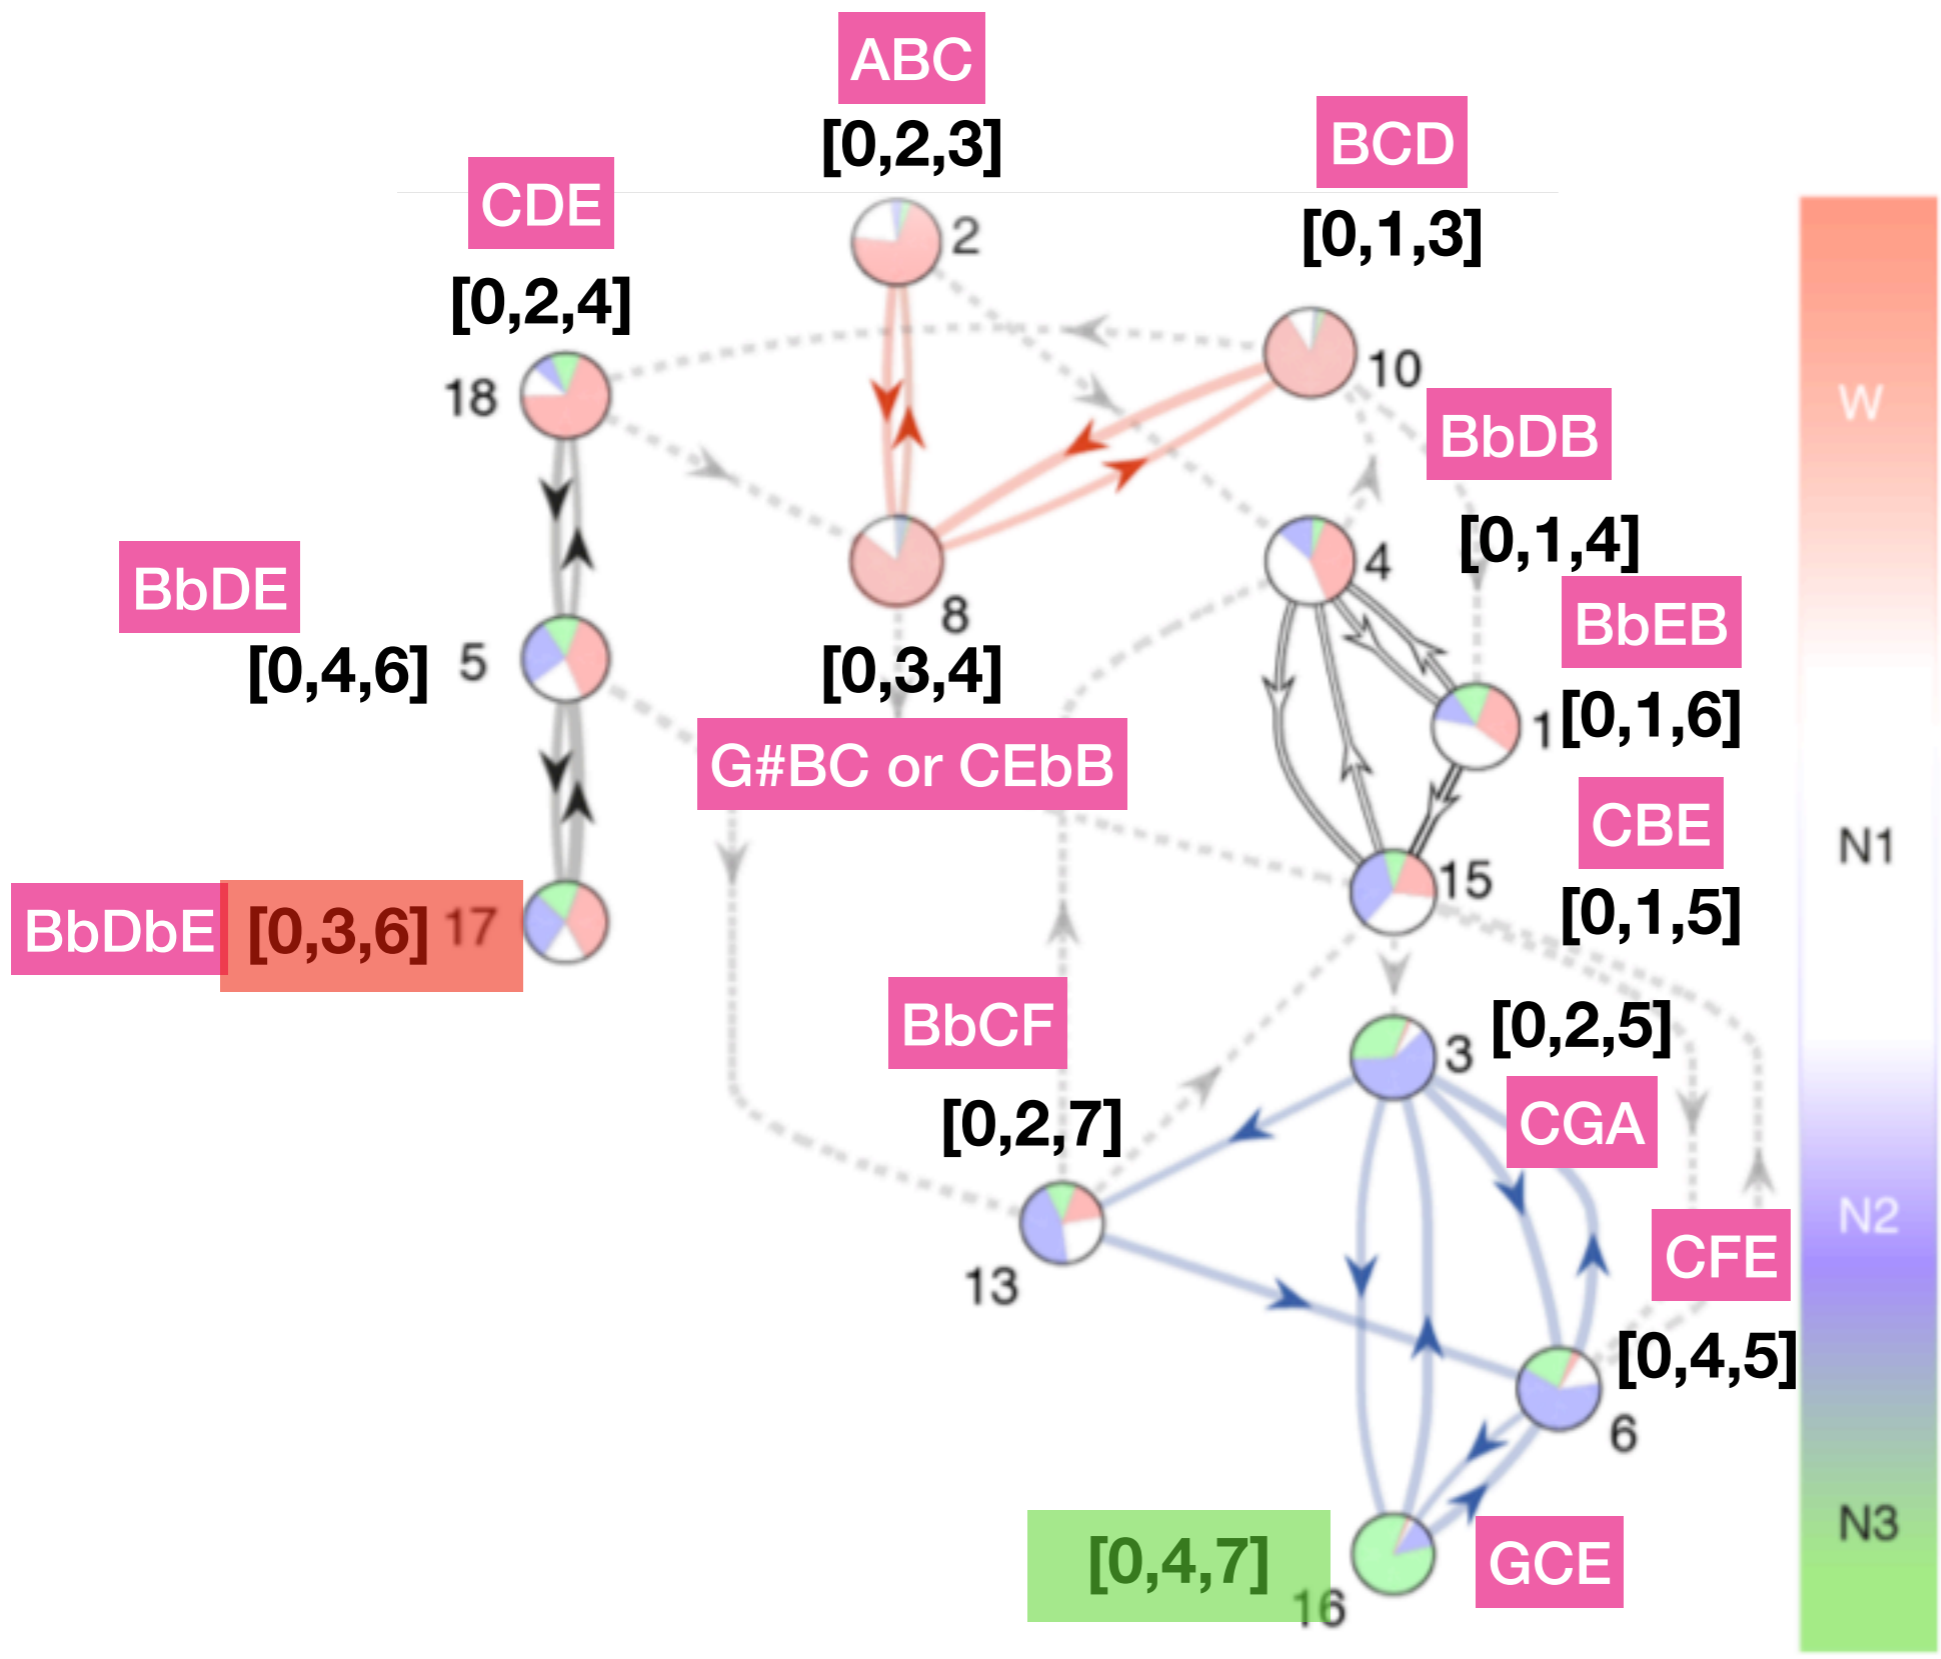 ABC
[0,2,3]
BCD
[0,1,3]
CDE
[0,2,4]
2
18
10
W
BbDB
[0,1,4]
4
8
BbDE
[0,4,6] 5
[0,3,4]
BbEB
1 [0,1,6]
G#BC or CEbB
CBE
N1
15
[0,1,5]
BbDbE [0,3,6] 17
BbCF
[0,2,7]
3 [0,2,5]
CGA
13
CFE
N2
[0,4,5]
6
[0,4,7]
16
GCE
N3